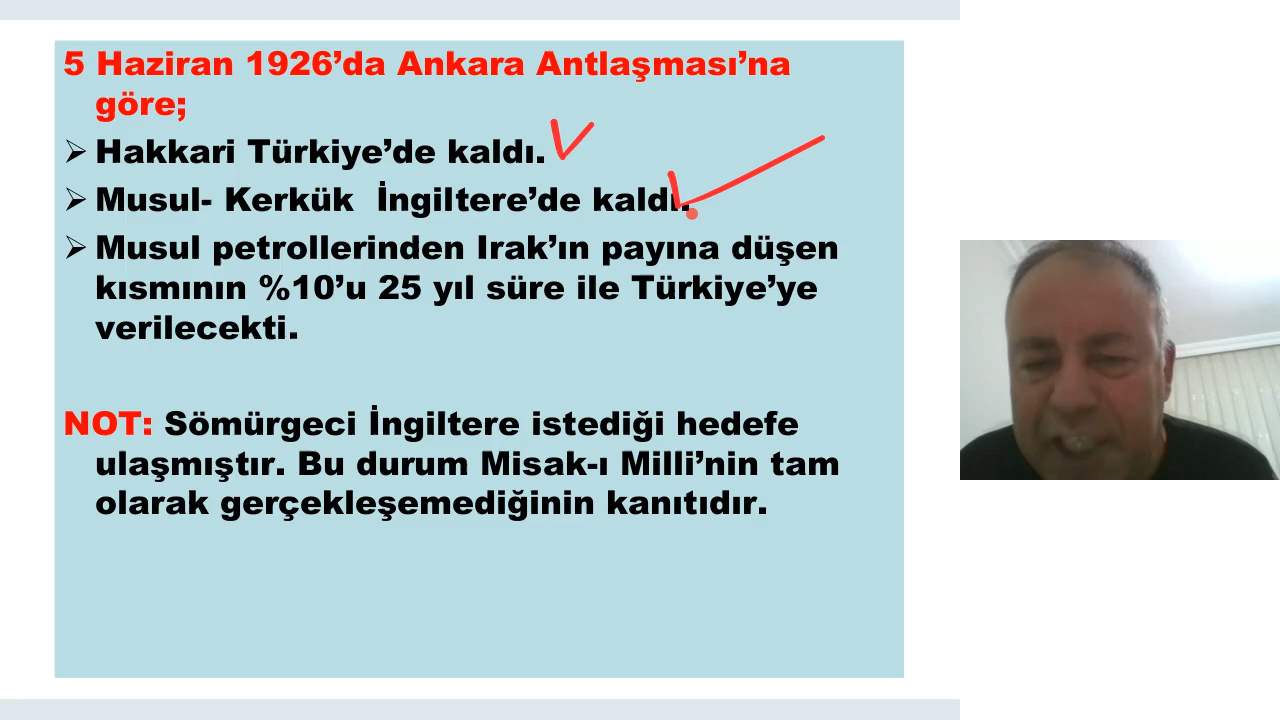 5 Haziran 1926’da Ankara Antlaşması’na
göre;
Hakkari Türkiye’de kaldı.
Musul- Kerkük İngiltere’de kaldı.
Musul petrollerinden Irak’ın payına düşen
kısmının %10’u 25 yıl süre ile Türkiye’ye
verilecekti.
NOT: Sömürgeci İngiltere istediği hedefe
ulaşmıştır. Bu durum Misak-ı Milli’nin tam
olarak gerçekleşemediğinin kanıtıdır.